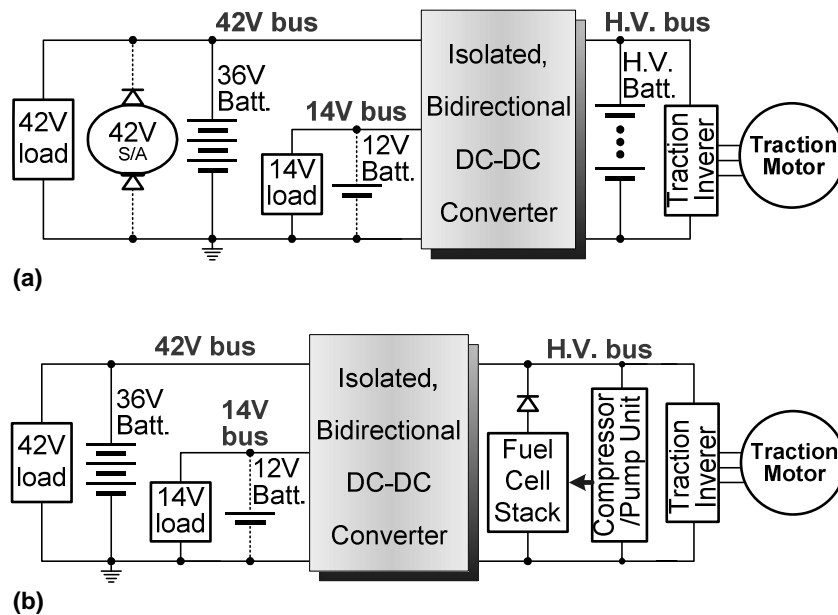 42V bus
H.V. bus
36V
Batt.
14V bus
12V
Batt.
42V
load
42V
S/A
14V
load
Isolated,
Bidirectional
DC-DC
Converter
H.V.
Batt.
Traction
Inverer
Traction
Motor
(a)
42V bus
H.V. bus
36V
Batt.
14V
bus
12V
Batt.
42V
load
14V
load
Isolated,
Bidirectional
DC-DC
Converter
Fuel
Cell
Stack
Compressor
/Pump Unit
Traction
Inverer
Traction
Motor
(b)